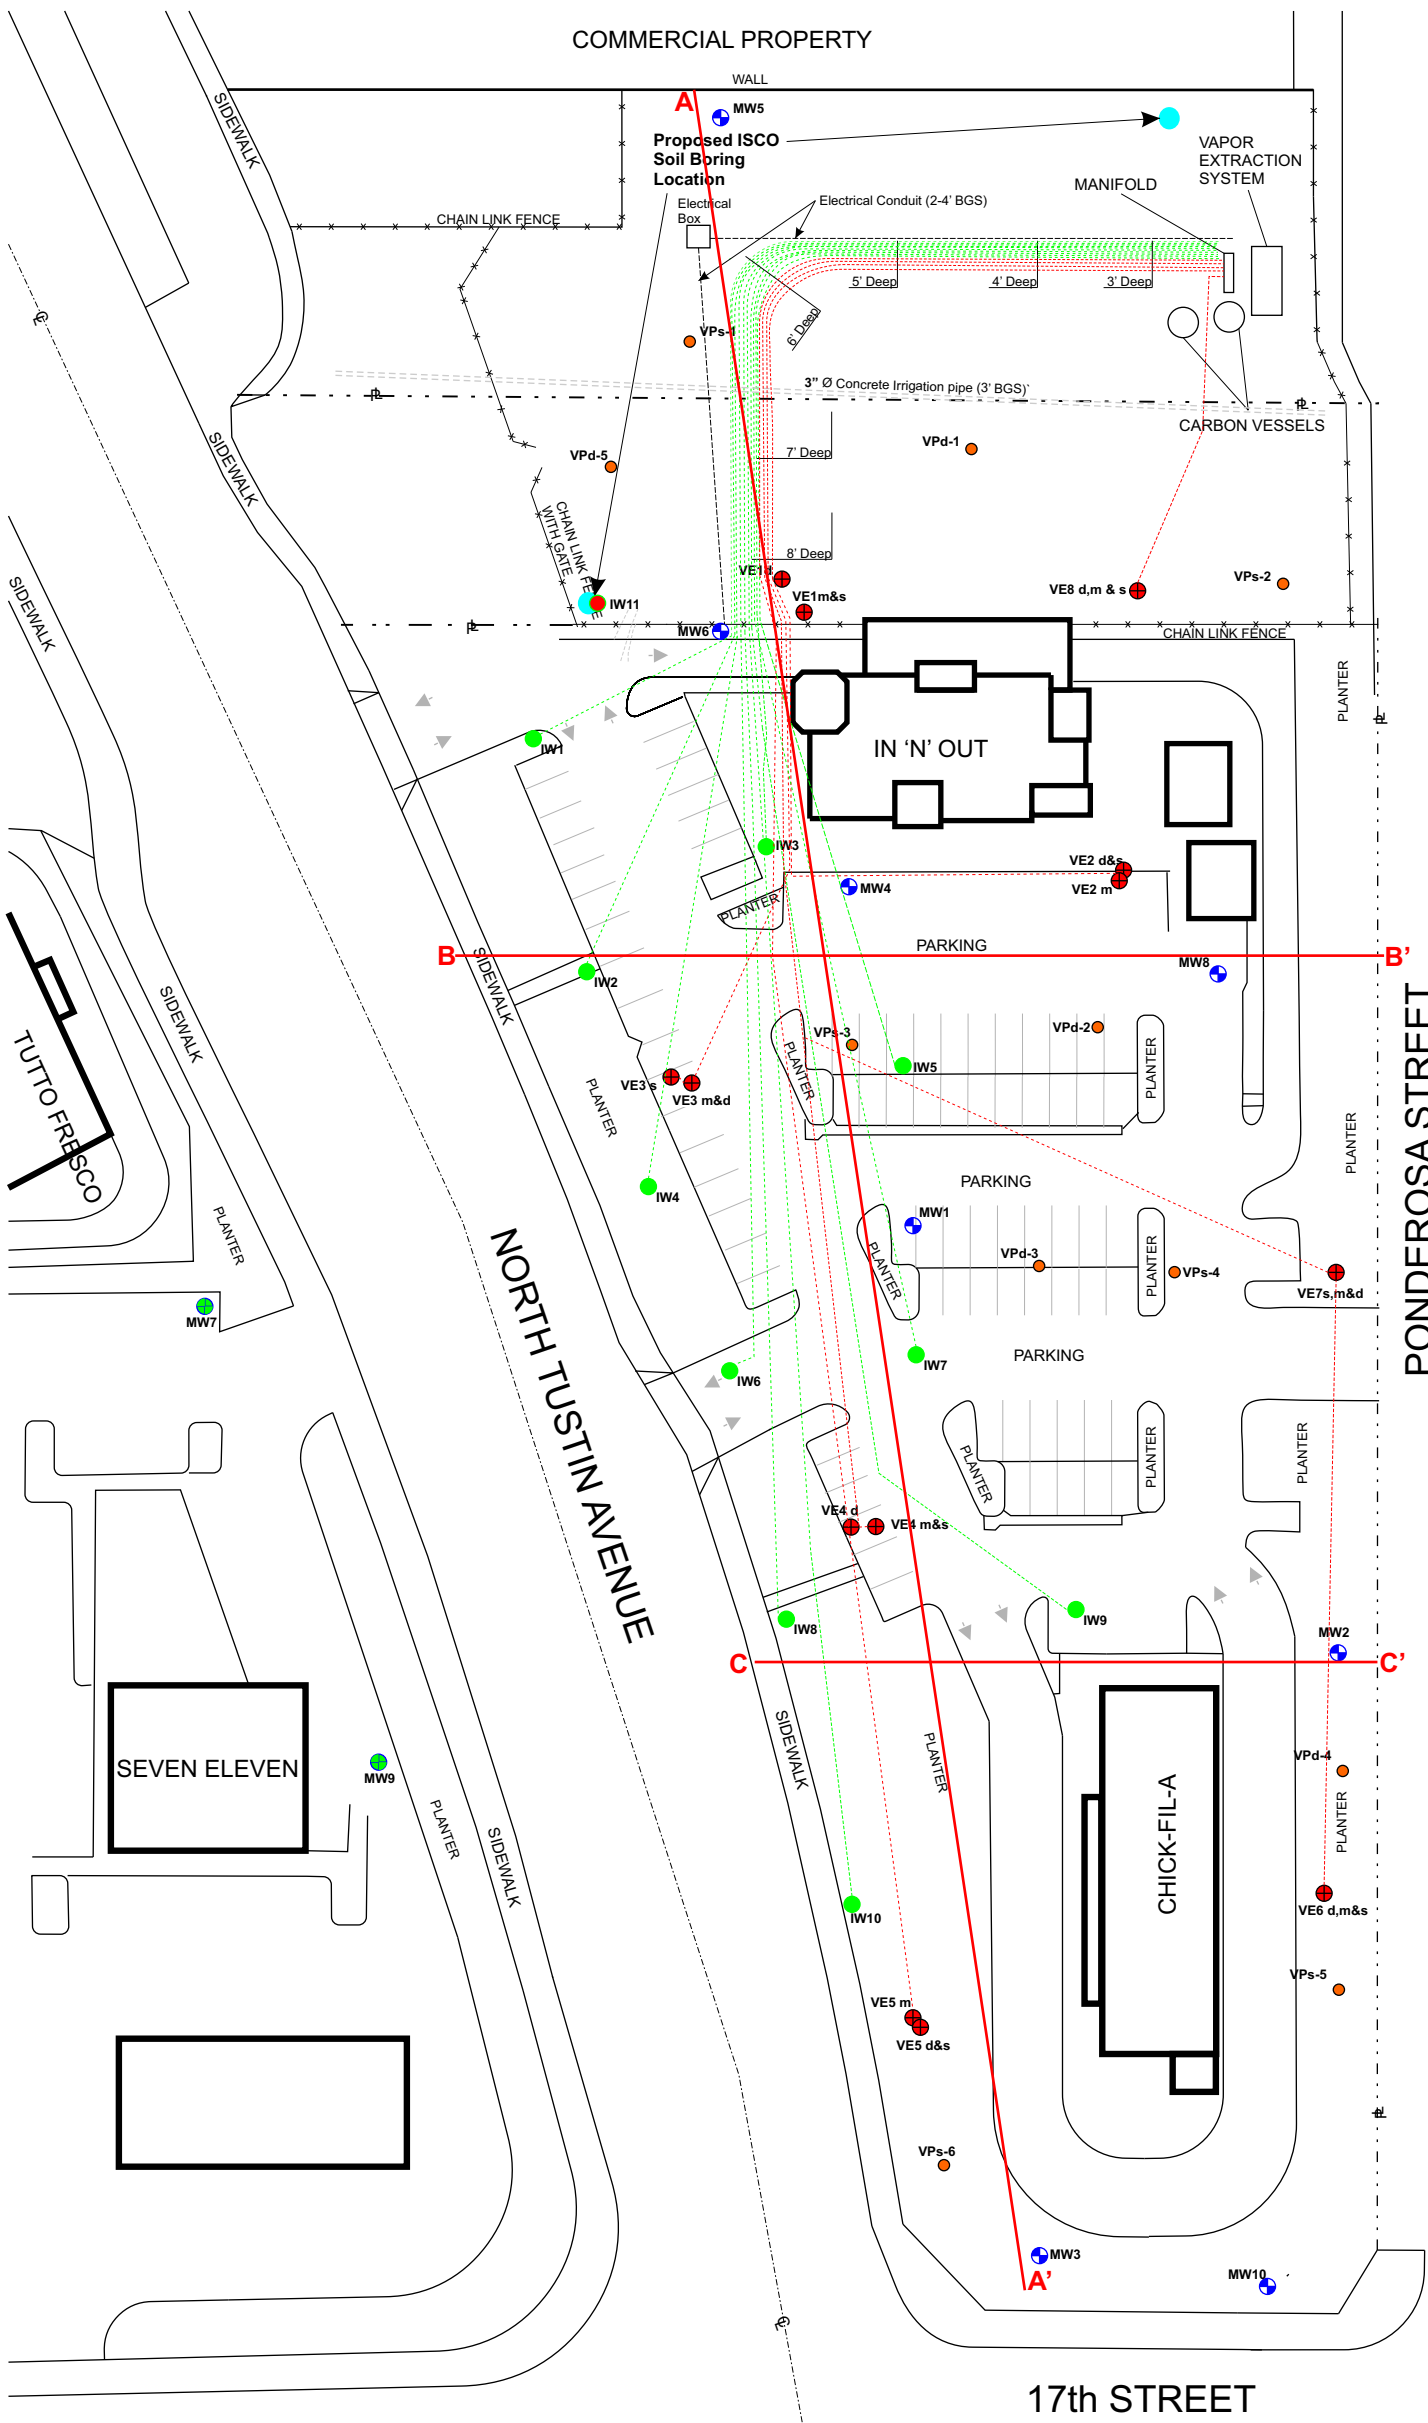 COMMERCIAL PROPERTY
WALL
SIDEWALK
A
MW5
Proposed ISCO
Soil Boring
Location
VAPOR
EXTRACTION
SYSTEM
MANIFOLD
Electrical
Box
Electrical Conduit (2-4' BGS)
CHAIN LINK FENCE
5' Deep
4' Deep
3' Deep
6' Deep
VPs-1
3" Ø Concrete Irrigation pipe (3' BGS)`
CARBON VESSELS
SIDEWALK
VPd-5
VPd-1
7' Deep
CHAIN LINK FENCE
WITH GATE
8' Deep
VE1d
VE1m&s
VE8 d,m & s
VPs-2
IW11
MW6
CHAIN LINK FENCE
SIDEWALK
PLANTER
IW1
IN 'N' OUT
IW3
VE2 d&s
VE2 m
MW4
PLANTER
PARKING
B
B'
SIDEWALK
IW2
MW8
SIDEWALK
PONDEROSA STREET
VPs-3
VPd-2
PLANTER
PLANTER
IW5
TUTTO FRESCO
VE3 s
VE3 m&d
PLANTER
PLANTER
IW4
PARKING
PLANTER
MW1
PLANTER
PLANTER
VPd-3
VPs-4
VE7s,m&d
MW7
NORTH TUSTIN AVENUE
IW6
IW7
PARKING
PLANTER
PLANTER
PLANTER
VE4 d
VE4 m&s
IW8
IW9
MW2
C
C'
SIDEWALK
PLANTER
SEVEN ELEVEN
MW9
PLANTER
SIDEWALK
CHICK-FIL-A
VPd-4
PLANTER
IW10
VE6 d,m&s
VPs-5
VE5 m
VE5 d&s
VPs-6
MW3
A'
MW10
17th STREET